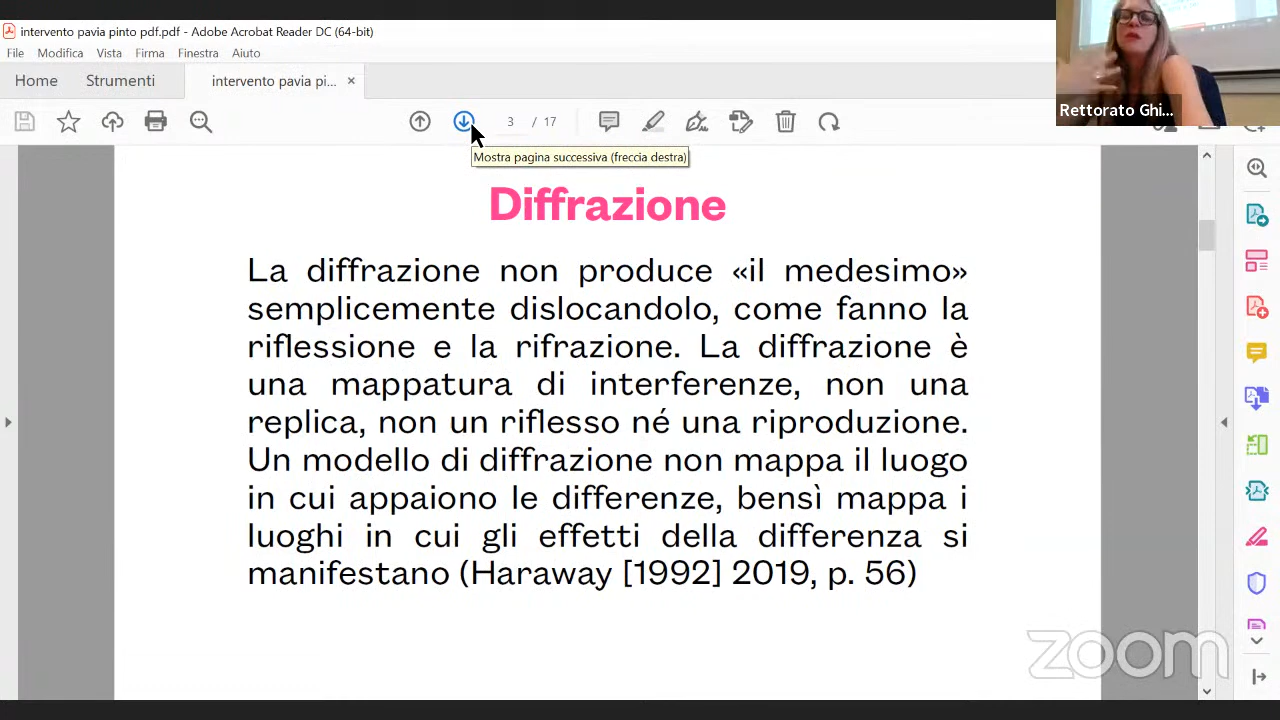 intervento pavia pinto pdf.pdf - Adobe Acrobat Reader DC (64-bit)
File Modifica Vista Firma Finestra Aiuto
Home Strumenti intervento pavia pi... ×
3 / 17
Rettorato Ghi...
Mostra pagina successiva (freccia destra)
Diffrazione
La diffrazione non produce «il medesimo»
semplicemente dislocandolo, come fanno la
riflessione e la rifrazione. La diffrazione è
una mappatura di interferenze, non una
replica, non un riflesso né una riproduzione.
Un modello di diffrazione non mappa il luogo
in cui appaiono le differenze, bensì mappa i
luoghi in cui gli effetti della differenza si
manifestano (Haraway [1992] 2019, p. 56)
zoom